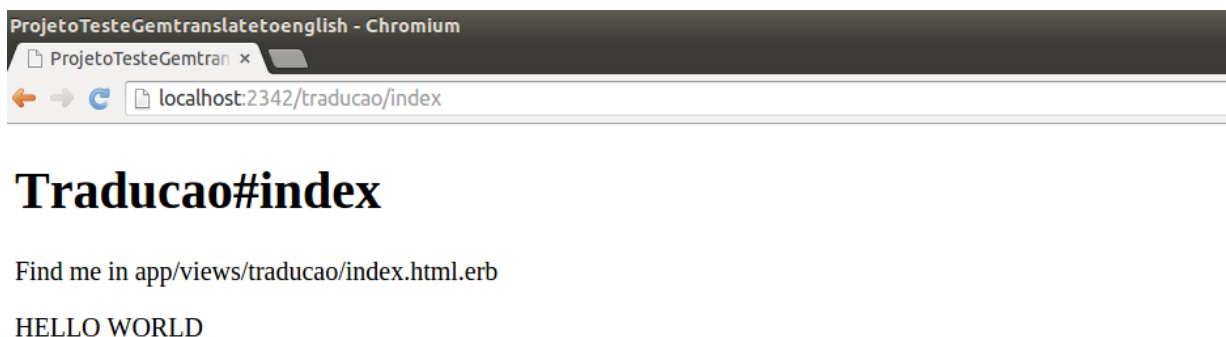 ProjetoTesteGemtranslatetoenglish - Chromium
ProjetoTesteGemtran ×
localhost:2342/traducao/index
Traducao#index
Find me in app/views/traducao/index.html.erb
HELLO WORLD